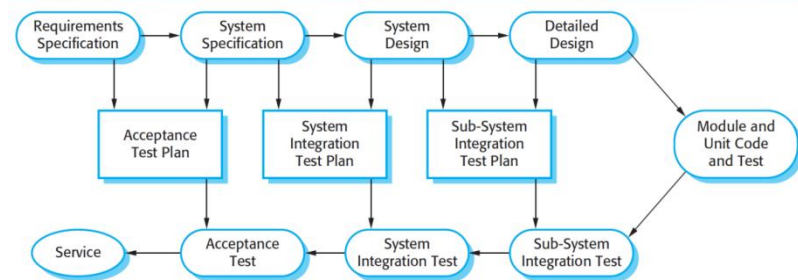 Requirements
Specification
System
Specification
System
Design
Detailed
Design
Acceptance
Test Plan
System
Integration
Test Plan
Sub-System
Integration
Test Plan
Module and
Unit Code
and Test
Service
Acceptance
Test
System
Integration Test
Sub-System
Integration Test